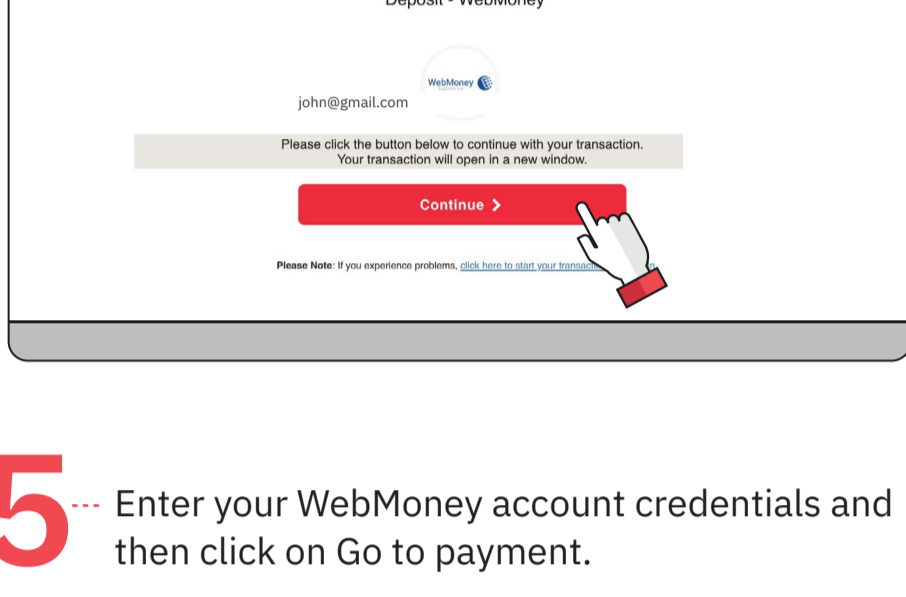 Deposit - WebMoney
WebMoney
john@gmail.com
Please click the button below to continue with your transaction.
Your transaction will open in a new window.
Continue
Please Note: If you experience problems, click here to start your
5
Enter your WebMoney account credentials and
then click on Go to payment.